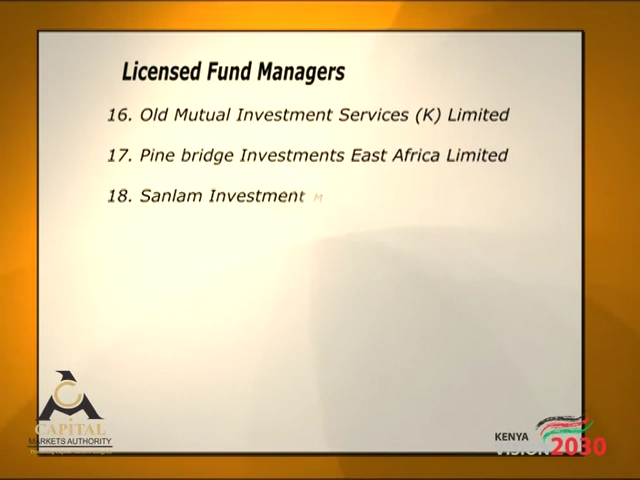 Licensed Fund Managers
16. Old Mutual Investment Services (K) Limited
17. Pine bridge Investments East Africa Limited
18. Sanlam Investment M
CAPITAL
MARKETS AUTHORITY
KENYA
VISION 2030